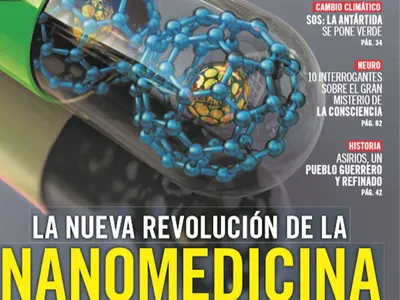 CAMBIO CLIMÁTICO
SOS: LA ANTÁRTIDA
SE PONE VERDE
PÁG. 34
NEURO
10 INTERROGANTES
SOBRE EL GRAN
MISTERIO DE
LA CONSCIENCIA
PÁG. 62
HISTORIA
ASIRIOS, UN
PUEBLO GUERRERO
Y REFINADO
PÁG. 42
LA NUEVA REVOLUCIÓN DE LA
NANOMEDICINA